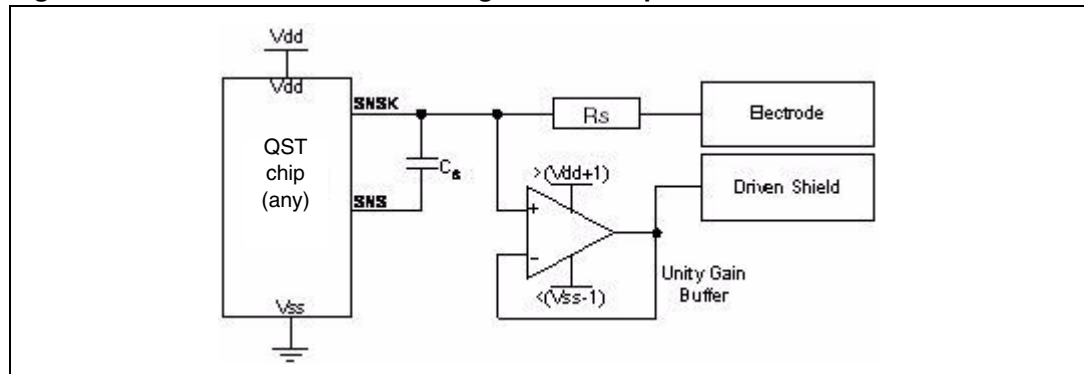 Vdd
Vdd
SNSK
QST
chip
(any)
Cs
SNS
Vss
Rs
Electrode
Driven Shield
>(Vdd+1)
+
-
<(Vss-1)
Unity Gain
Buffer